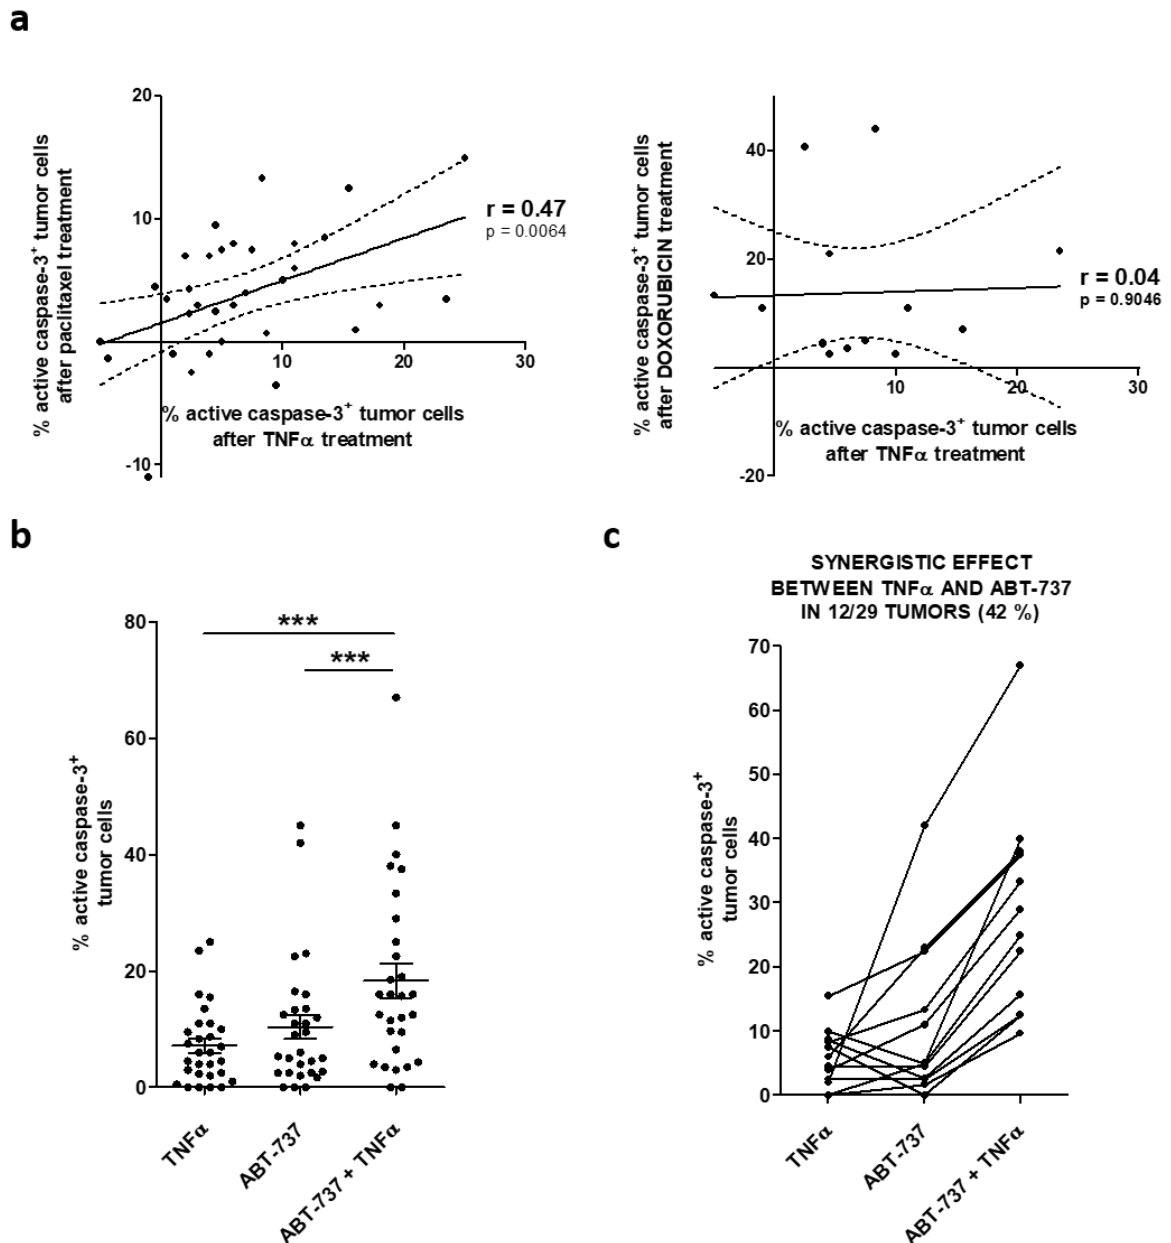 a
20
10
-10
10
20
30
% active caspase-3+ tumor cells
after paclitaxel treatment
% active caspase-3+ tumor cells
after TNFα treatment
r = 0.47
p = 0.0064
40
20
-20
10
20
30
% active caspase-3+ tumor cells
after DOXORUBICIN treatment
% active caspase-3+ tumor cells
after TNFα treatment
r = 0.04
p = 0.9046
b
80
60
40
20
0
% active caspase-3+
tumor cells
***
***
TNFα
ABT-737
ABT-737 + TNFα
c
SYNERGISTIC EFFECT
BETWEEN TNFα AND ABT-737
IN 12/29 TUMORS (42 %)
70
60
50
40
30
20
10
0
% active caspase-3+
tumor cells
TNFα
ABT-737
ABT-737 + TNFα